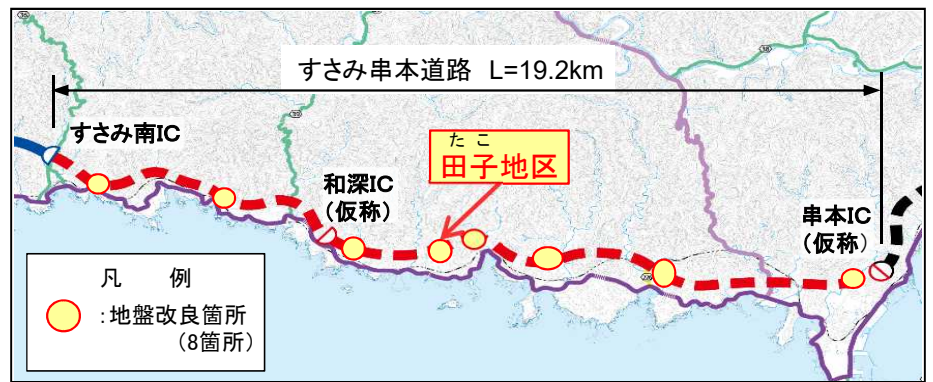 すさみ串本道路 L=19.2km
すさみ南IC
たこ
田子地区
和深IC
(仮称)
串本IC
(仮称)
凡 例
:地盤改良箇所
(8箇所)
39
38